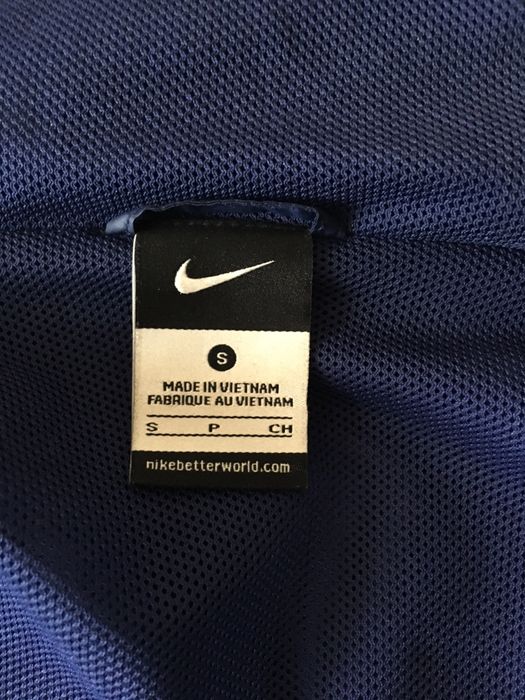 S
MADE IN VIETNAM
FABRIQUE AU VIETNAM
S P CH
nikebetterworld.com